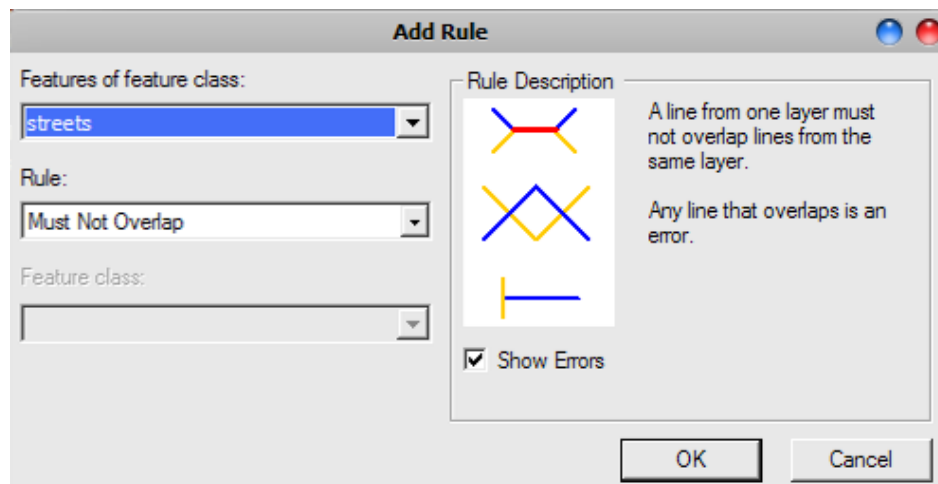 Add Rule
Features of feature class:
streets
Rule:
Must Not Overlap
Feature class:
Rule Description
A line from one layer must
not overlap lines from the
same layer.
Any line that overlaps is an
error.
Show Errors
OK
Cancel